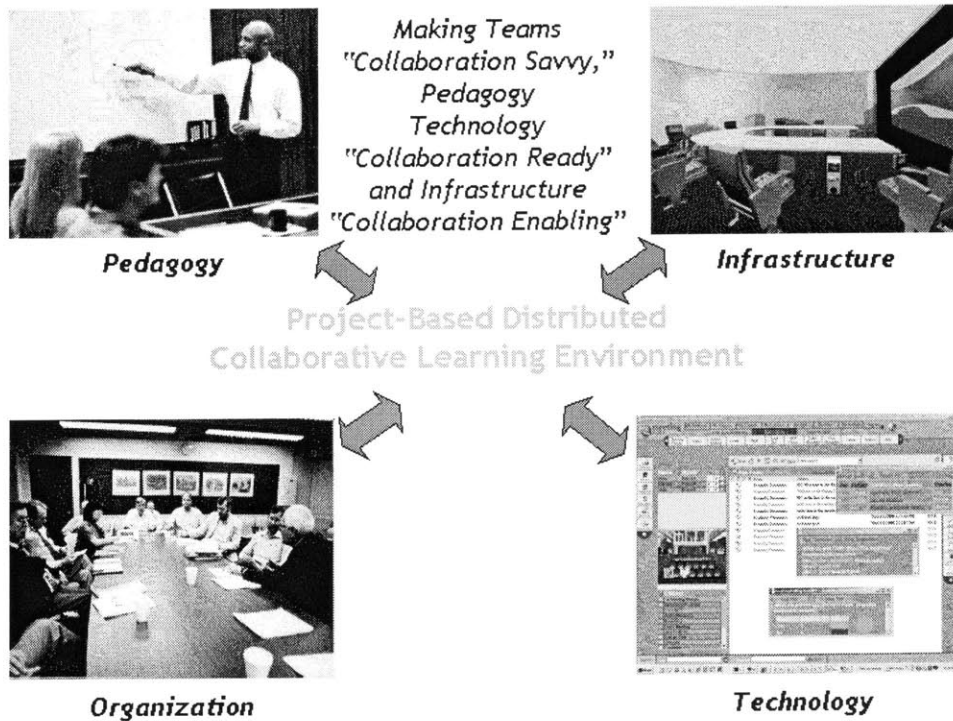 Making Teams
"Collaboration Savvy,"
Pedagogy
Technology
"Collaboration Ready"
and Infrastructure
"Collaboration Enabling"
Pedagogy
Infrastructure
Project-Based Distributed
Collaborative Learning Environment
Organization
Technology